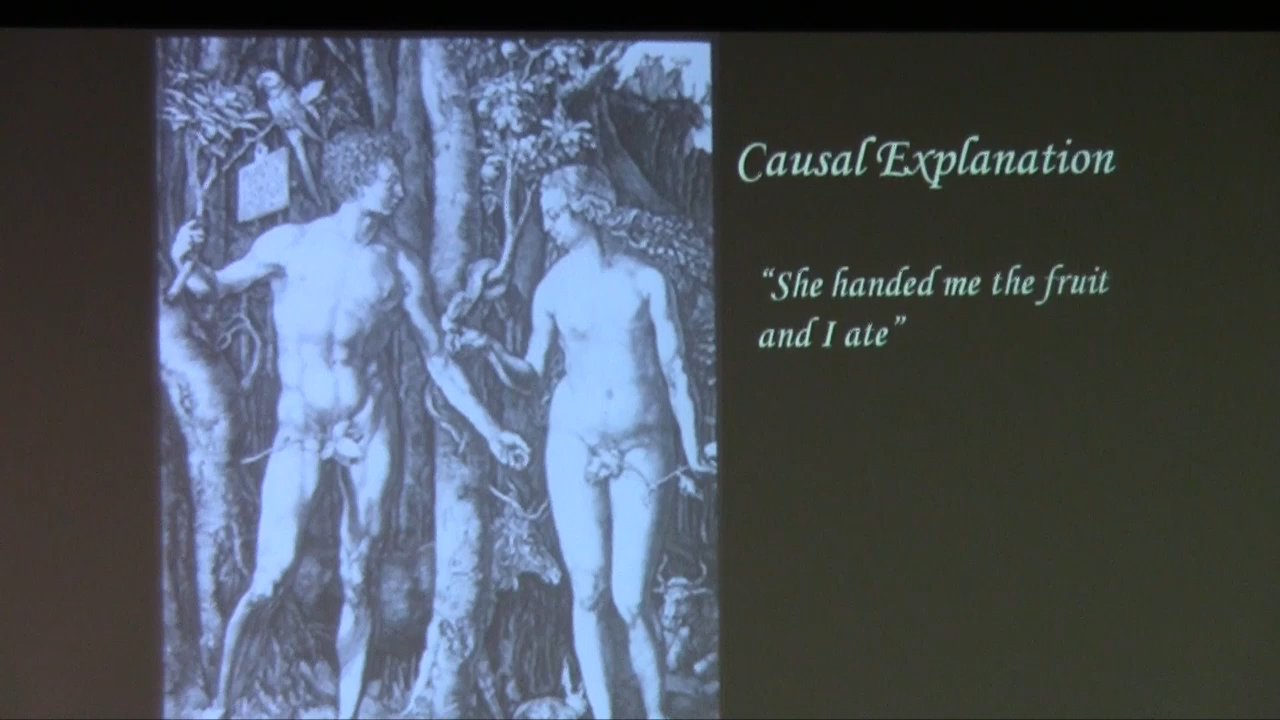 Causal Explanation
“She handed me the fruit
and I ate”